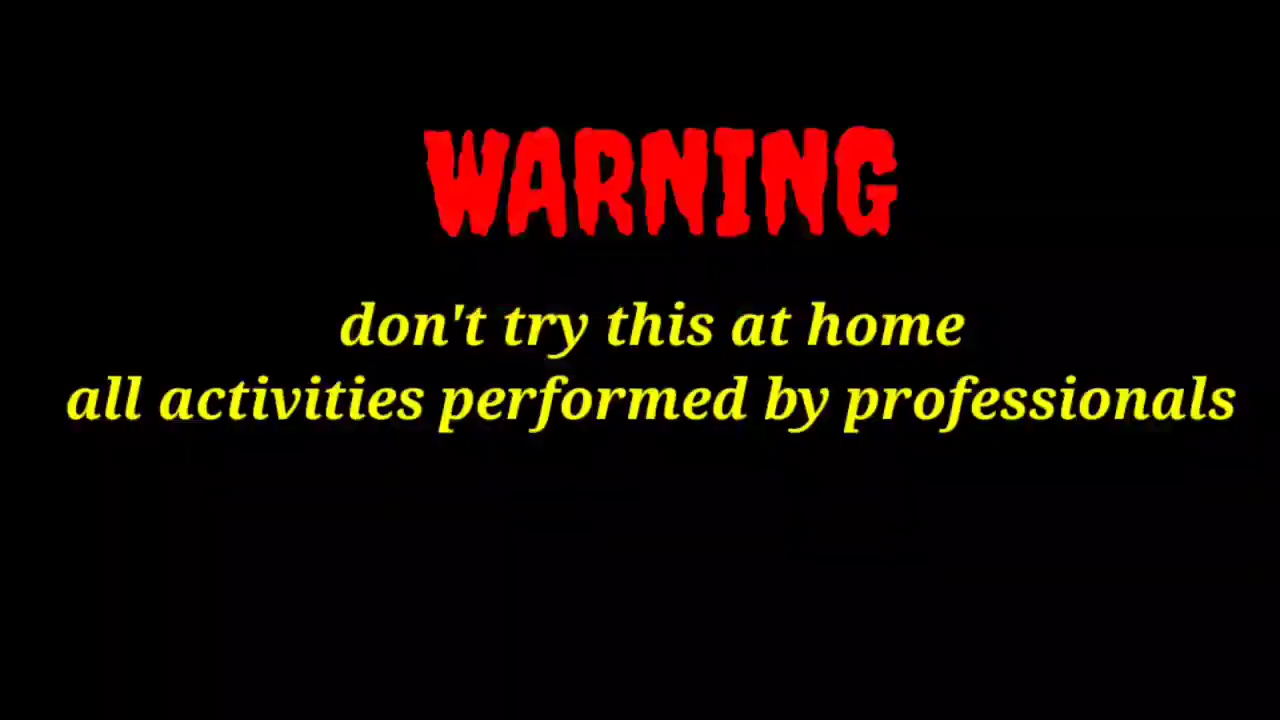 WARNING
don't try this at home
all activities performed by professionals